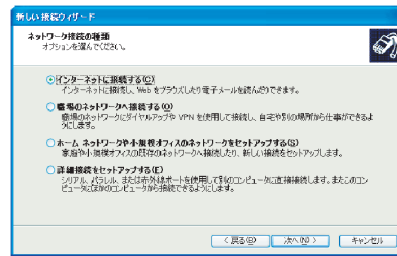 新しい接続ウィザード
ネットワーク接続の種類
オプションを選んでください。
インターネットに接続する(C)
インターネットに接続し、Web をブラウズしたり電子メールを読んだりできます。
職場のネットワークへ接続する(O)
職場のネットワークにダイヤルアップや VPN を使用して接続し、自宅や別の場所から仕事ができるよ
うにします。
ホーム ネットワークや小規模オフィスのネットワークをセットアップする(S)
家庭や小規模オフィスの既存のネットワークへ接続したり、新しい接続をセットアップします。
詳細接続をセットアップする(E)
シリアル、パラレル、または赤外線ポートを使用して別のコンピュータに直接接続します。またこのコン
ピュータにほかのコンピュータから接続できるようにします。
< 戻る(B) 次へ(N) > キャンセル